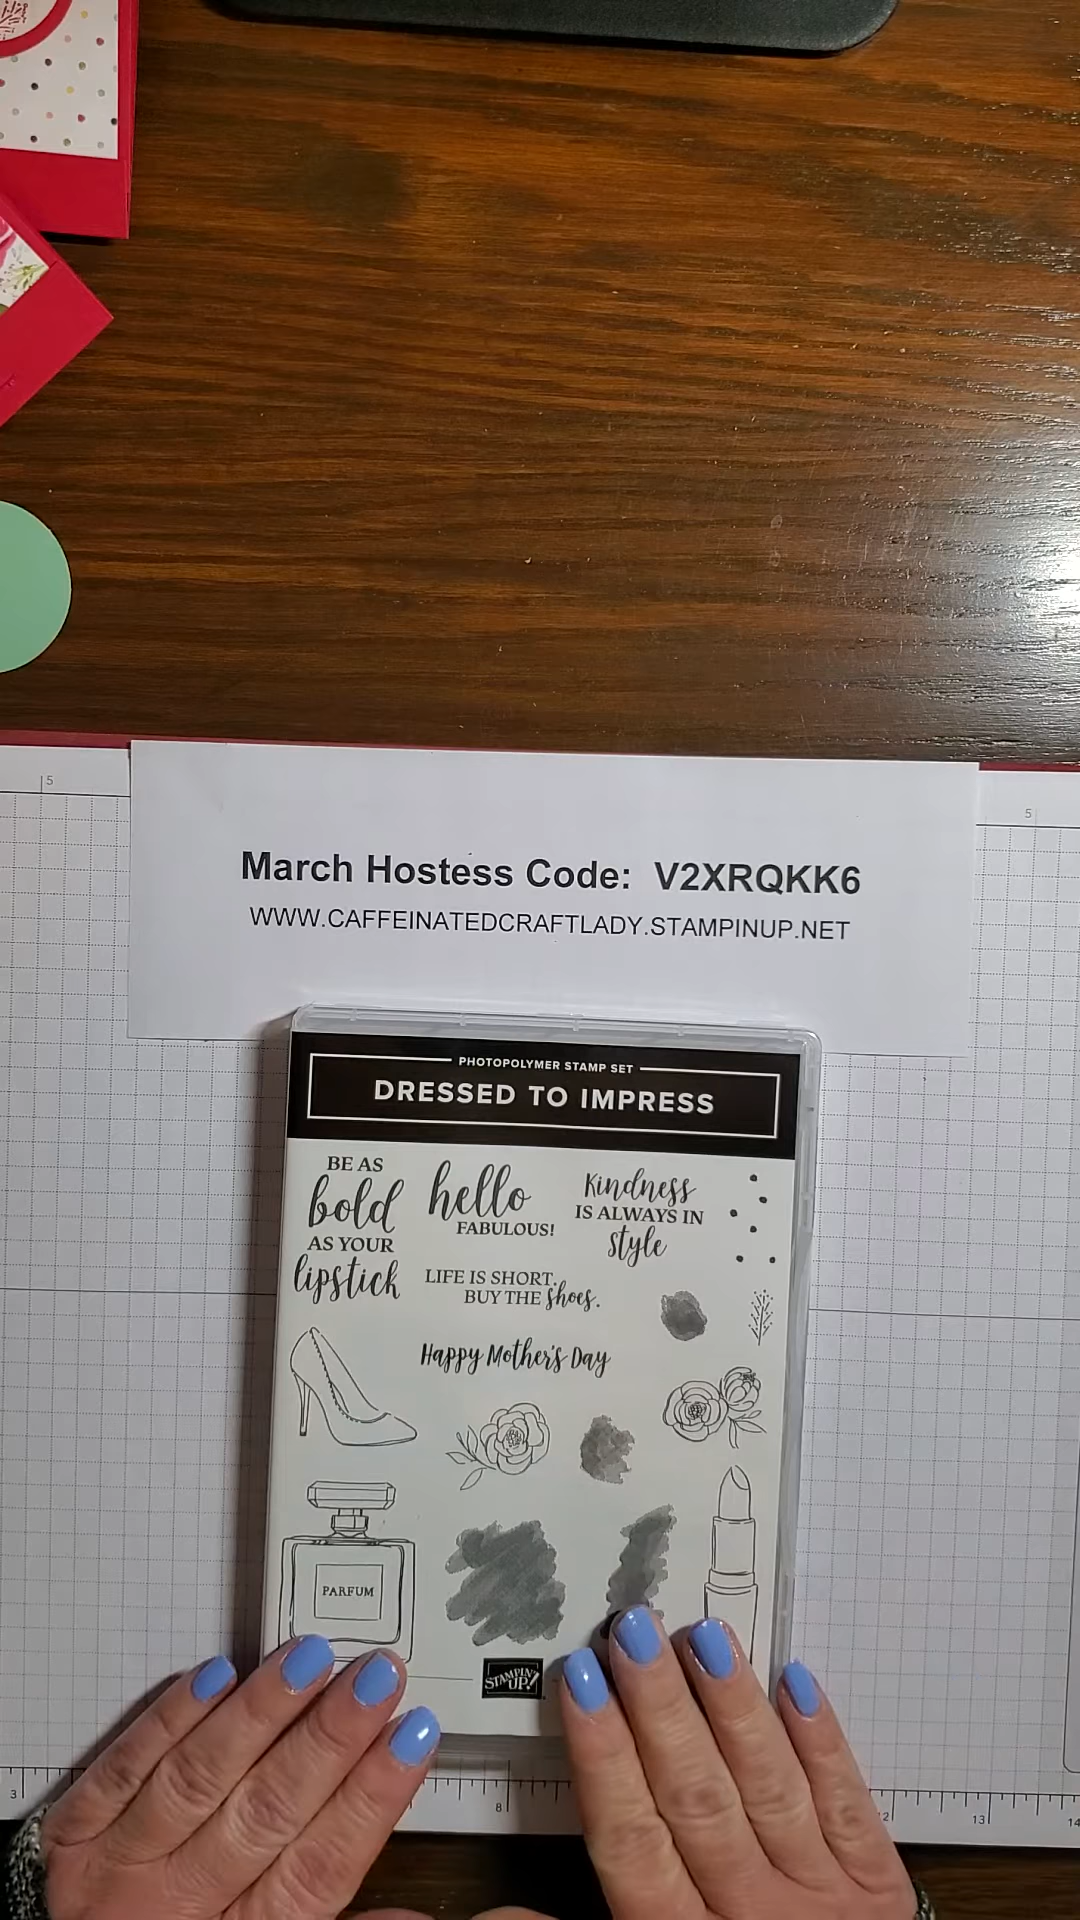 5
5
March Hostess Code: V2XRQKK6
WWW.CAFFEINATEDCRAFTLADY.STAMPINUP.NET
PHOTOPOLYMER STAMP SET
DRESSED TO IMPRESS
BE AS
bold
AS YOUR
lipstick
hello
FABULOUS!
Kindness
IS ALWAYS IN
style
LIFE IS SHORT.
BUY THE shoes.
Happy Mother's Day
PARFUM
STAMPIN'
UP!
3
8
12
13
14